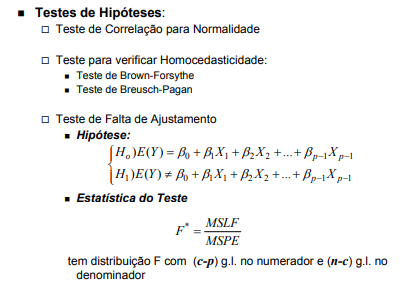 ■ Testes de Hipóteses:
□ Teste de Correlação para Normalidade
□ Teste para verificar Homocedasticidade:
■ Teste de Brown-Forsythe
■ Teste de Breusch-Pagan
□ Teste de Falta de Ajustamento
■ Hipótese:
H₀)E(Y) = β₀ + β₁X₁ + β₂X₂ + ... + βₚ₋₁Xₚ₋₁
H₁)E(Y) ≠ β₀ + β₁X₁ + β₂X₂ + ... + βₚ₋₁Xₚ₋₁
■ Estatística do Teste
F* = MSLF / MSPE
tem distribuição F com (c-p) g.l. no numerador e (n-c) g.l. no
denominador